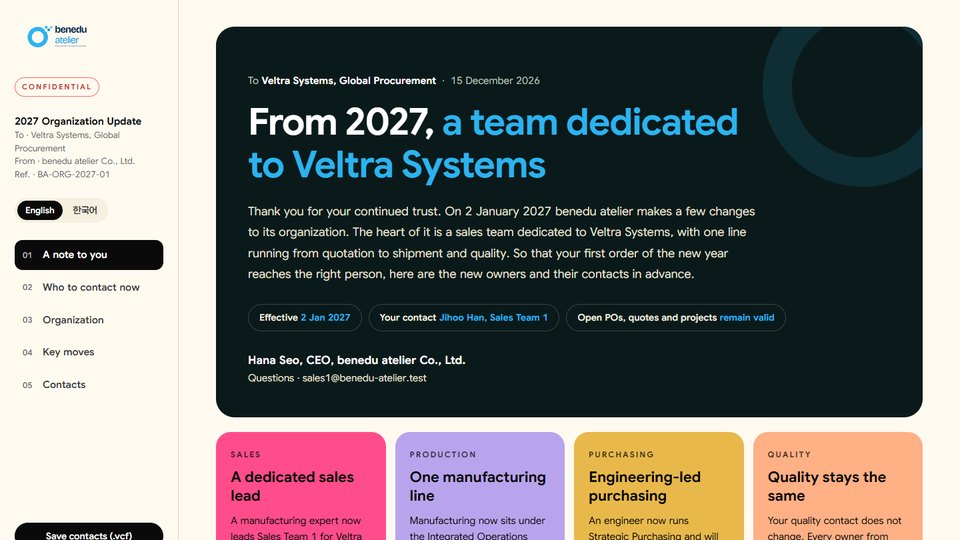 benedu
atelier
CONFIDENTIAL
2027 Organization Update
To · Veltra Systems, Global
Procurement
From · benedu atelier Co., Ltd.
Ref. · BA-ORG-2027-01
English 한국어
01 A note to you
02 Who to contact now
03 Organization
04 Key moves
05 Contacts
Save contacts (.vcf)
To Veltra Systems, Global Procurement · 15 December 2026
From 2027, a team dedicated
to Veltra Systems
Thank you for your continued trust. On 2 January 2027 benedu atelier makes a few changes
to its organization. The heart of it is a sales team dedicated to Veltra Systems, with one line
running from quotation to shipment and quality. So that your first order of the new year
reaches the right person, here are the new owners and their contacts in advance.
Effective 2 Jan 2027
Your contact Jihoo Han, Sales Team 1
Open POs, quotes and projects remain valid
Hana Seo, CEO, benedu atelier Co., Ltd.
Questions · sales1@benedu-atelier.test
SALES
A dedicated sales
lead
A manufacturing expert now
leads Sales Team 1 for Veltra
PRODUCTION
One manufacturing
line
Manufacturing now sits under
the Integrated Operations
PURCHASING
Engineering-led
purchasing
An engineer now runs
Strategic Purchasing and will
QUALITY
Quality stays the
same
Your quality contact does not
change. Every owner from